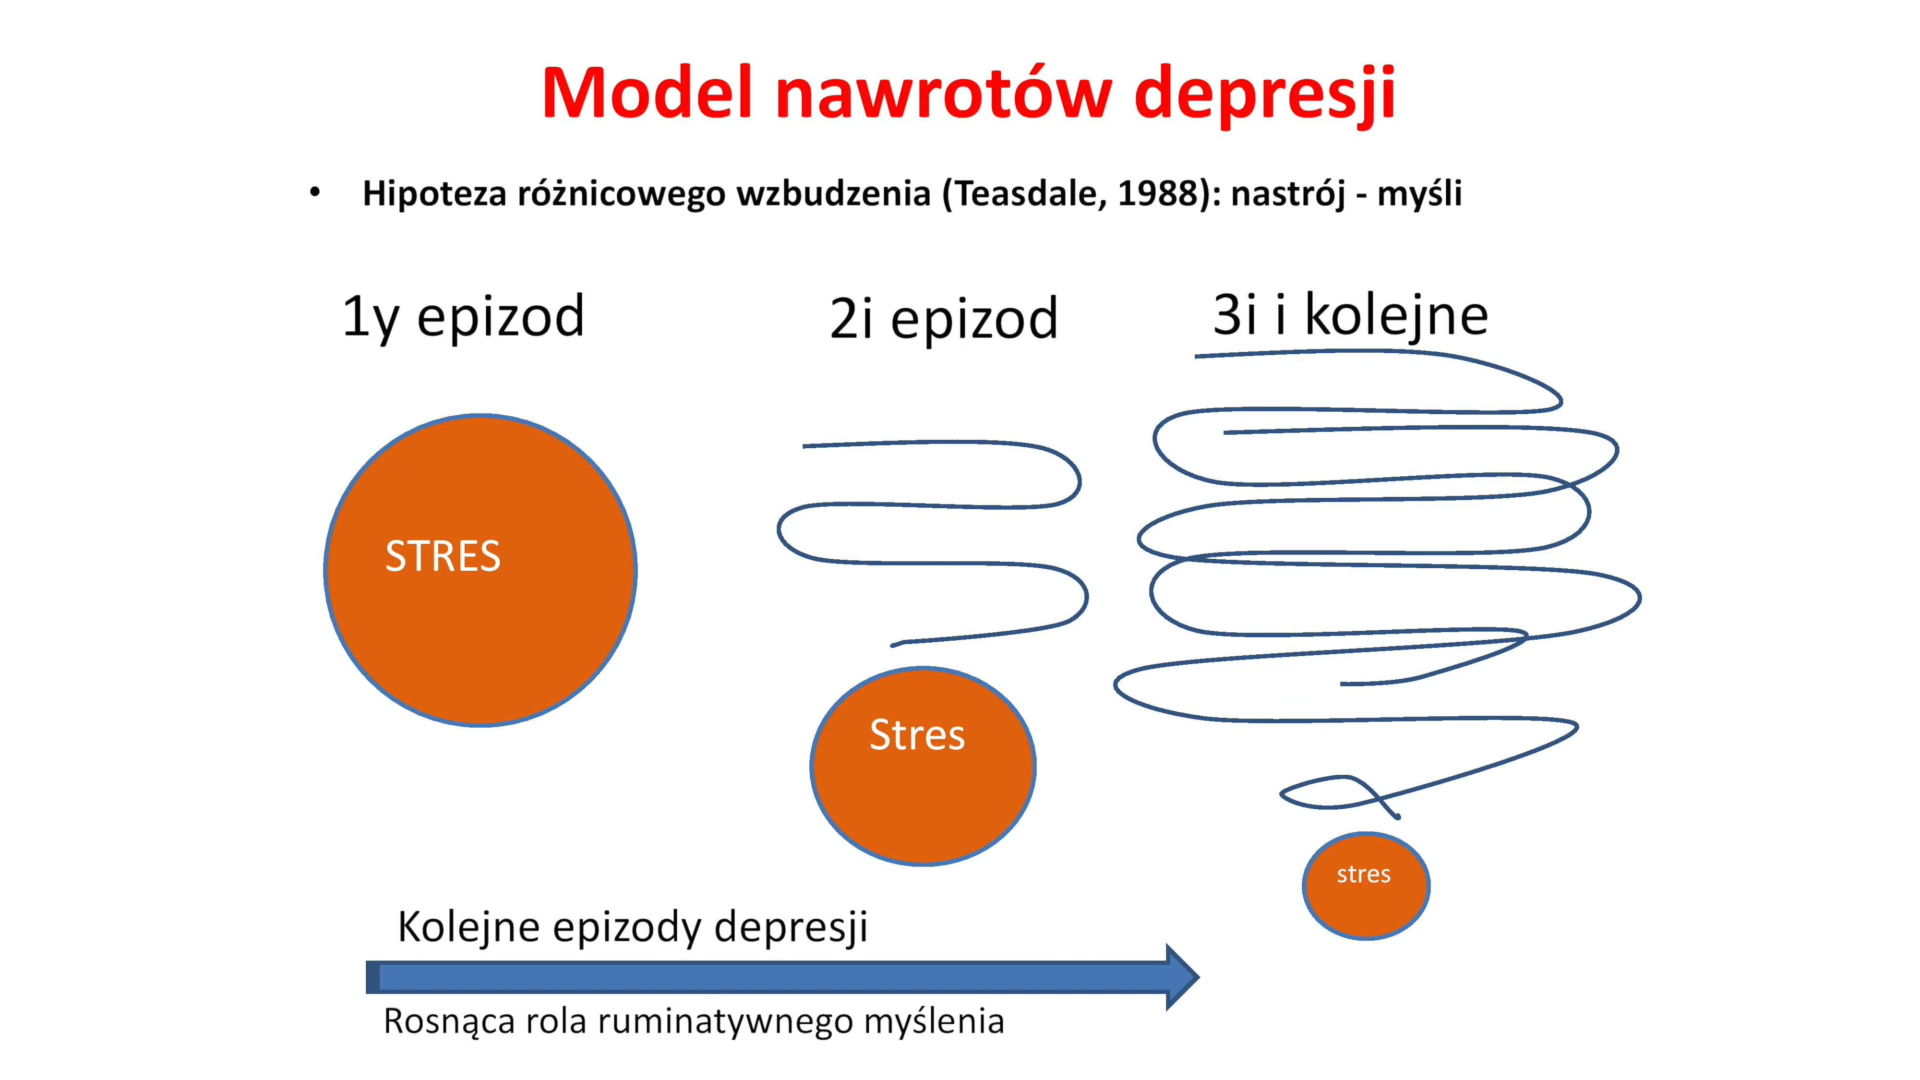 Model nawrotów depresji
• Hipoteza różnicowego wzbudzenia (Teasdale, 1988): nastrój - myśli
1y epizod
2i epizod
3i i kolejne
STRES
Stres
stres
Kolejne epizody depresji
Rosnąca rola ruminatywnego myślenia